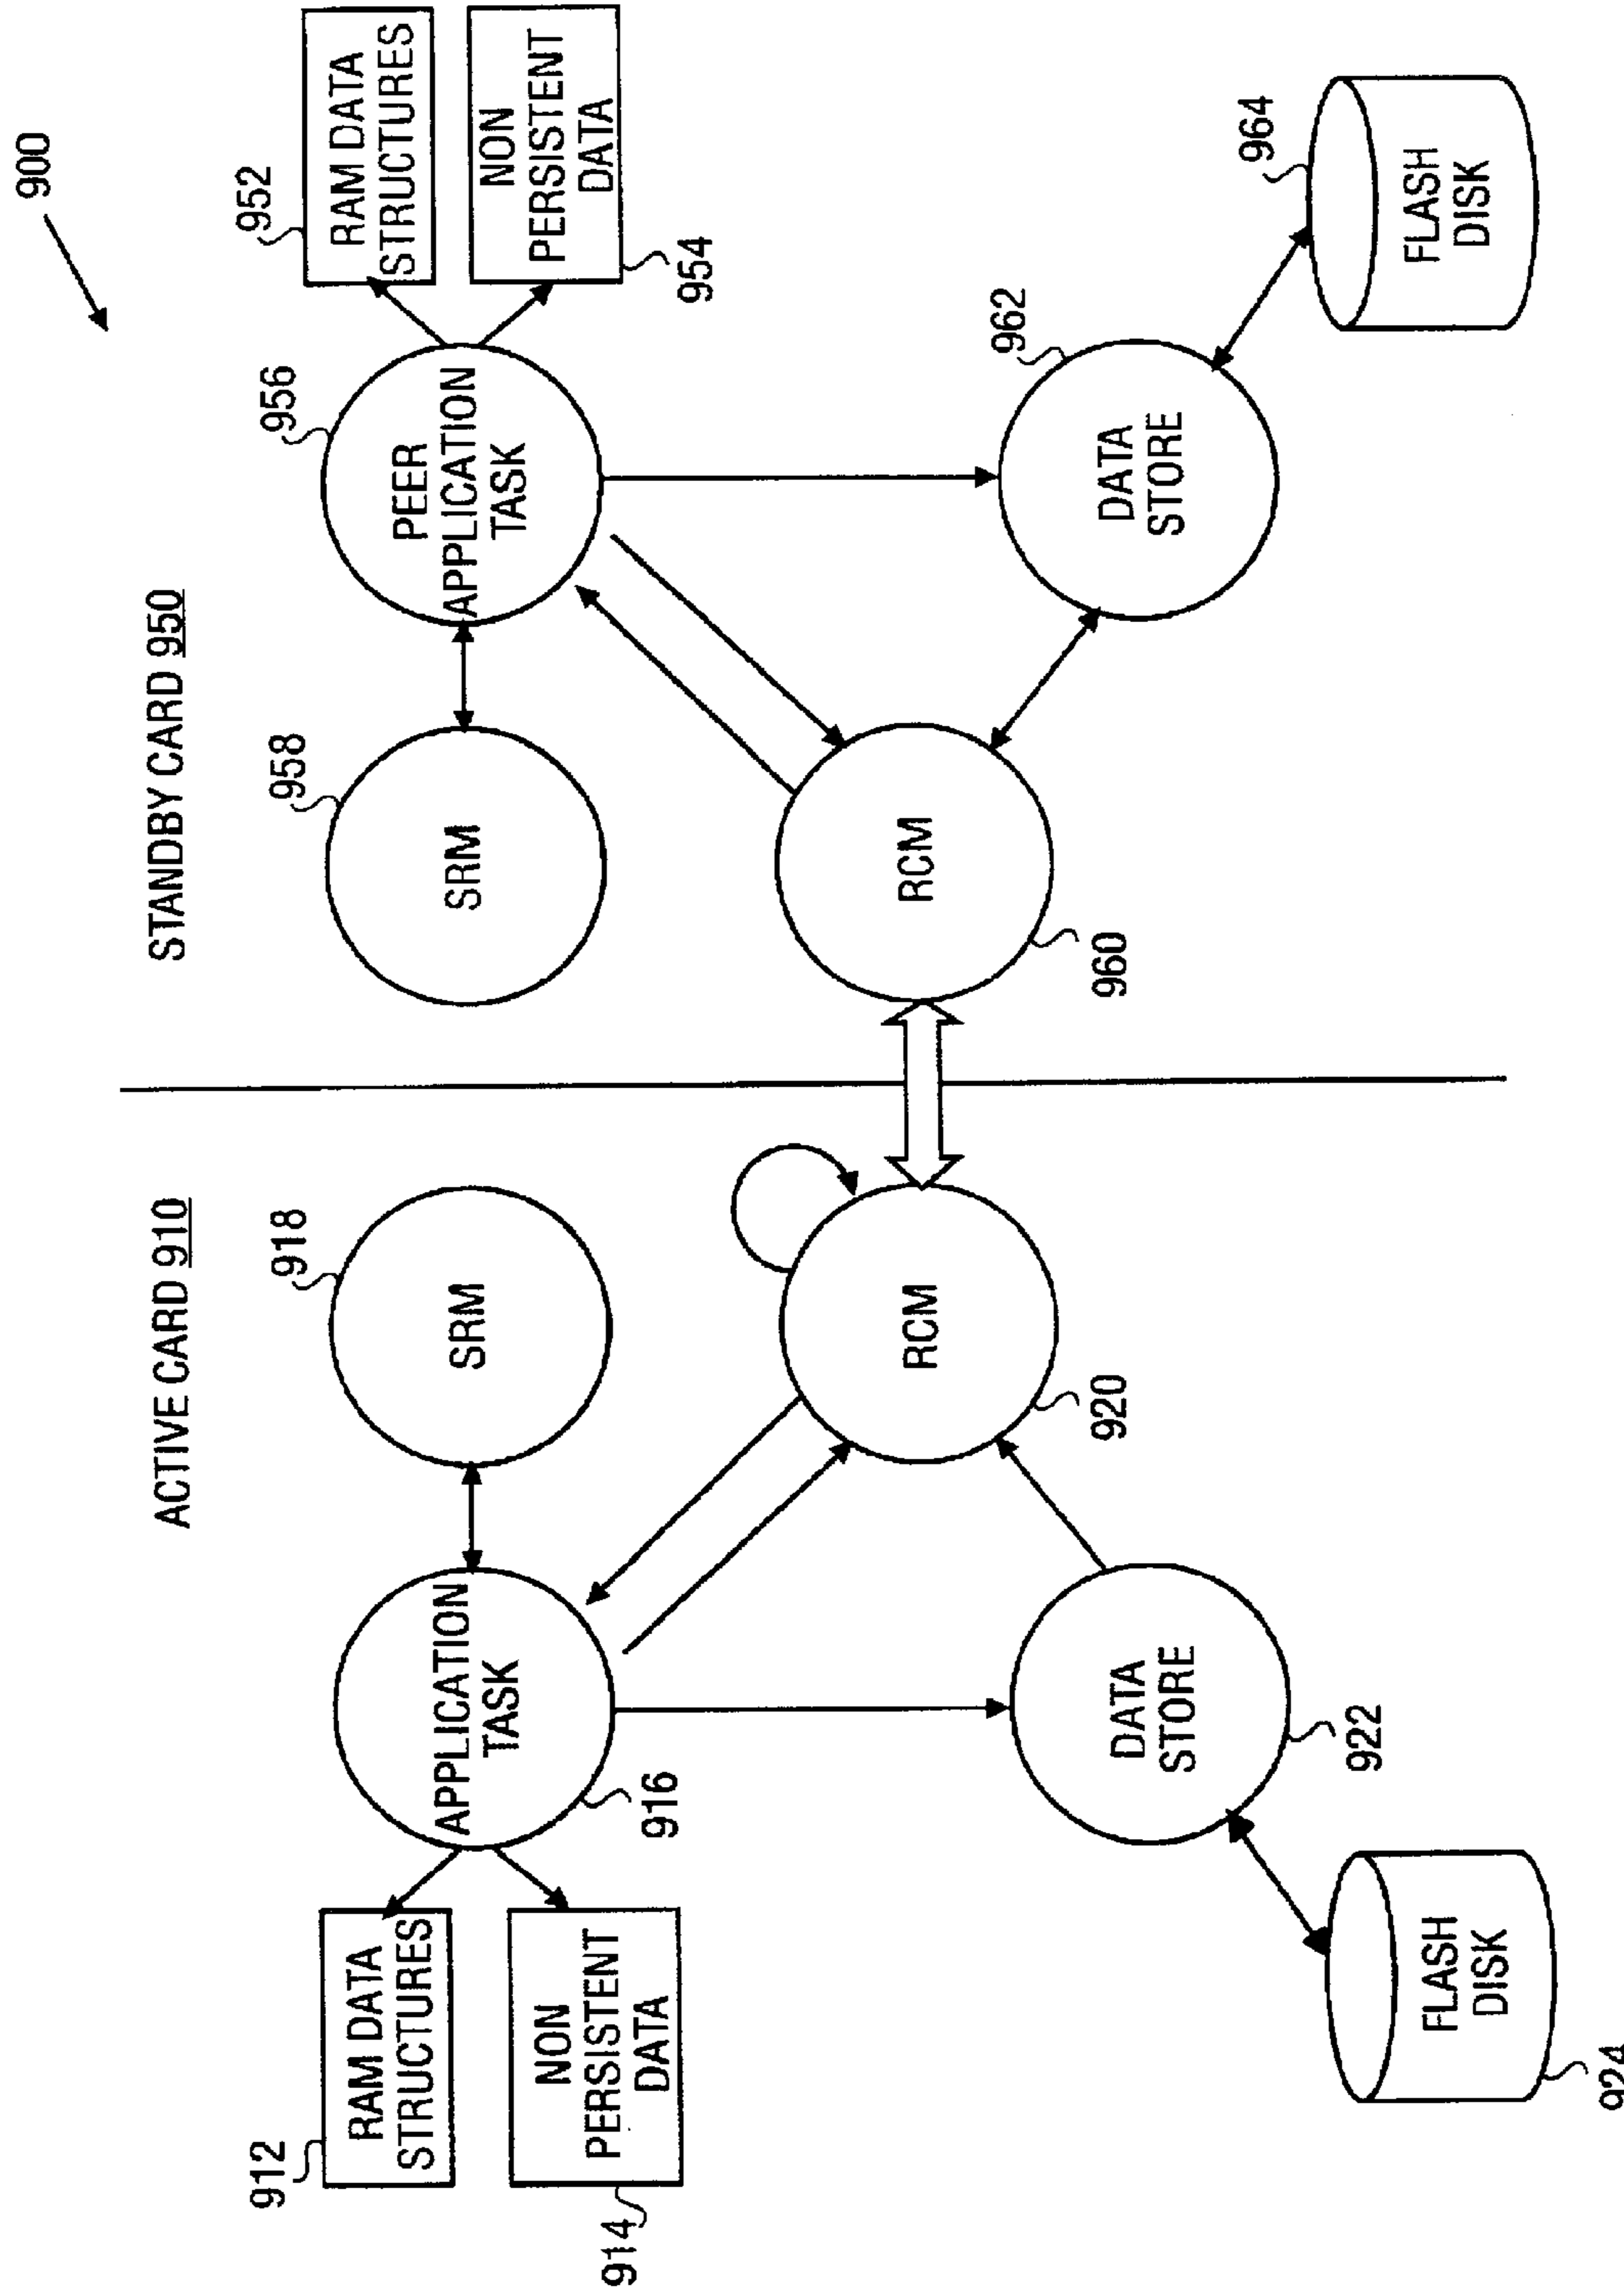 900
ACTIVE CARD 910
STANDBY CARD 950
912
RAM DATA
STRUCTURES
914
NON
PERSISTENT
DATA
APPLICATION
TASK
916
SRM
918
RCM
920
DATA
STORE
922
FLASH
DISK
924
SRM
958
PEER
APPLICATION
TASK
956
952
RAM DATA
STRUCTURES
NON
PERSISTENT
DATA
954
RCM
960
DATA
STORE
962
FLASH
DISK
964